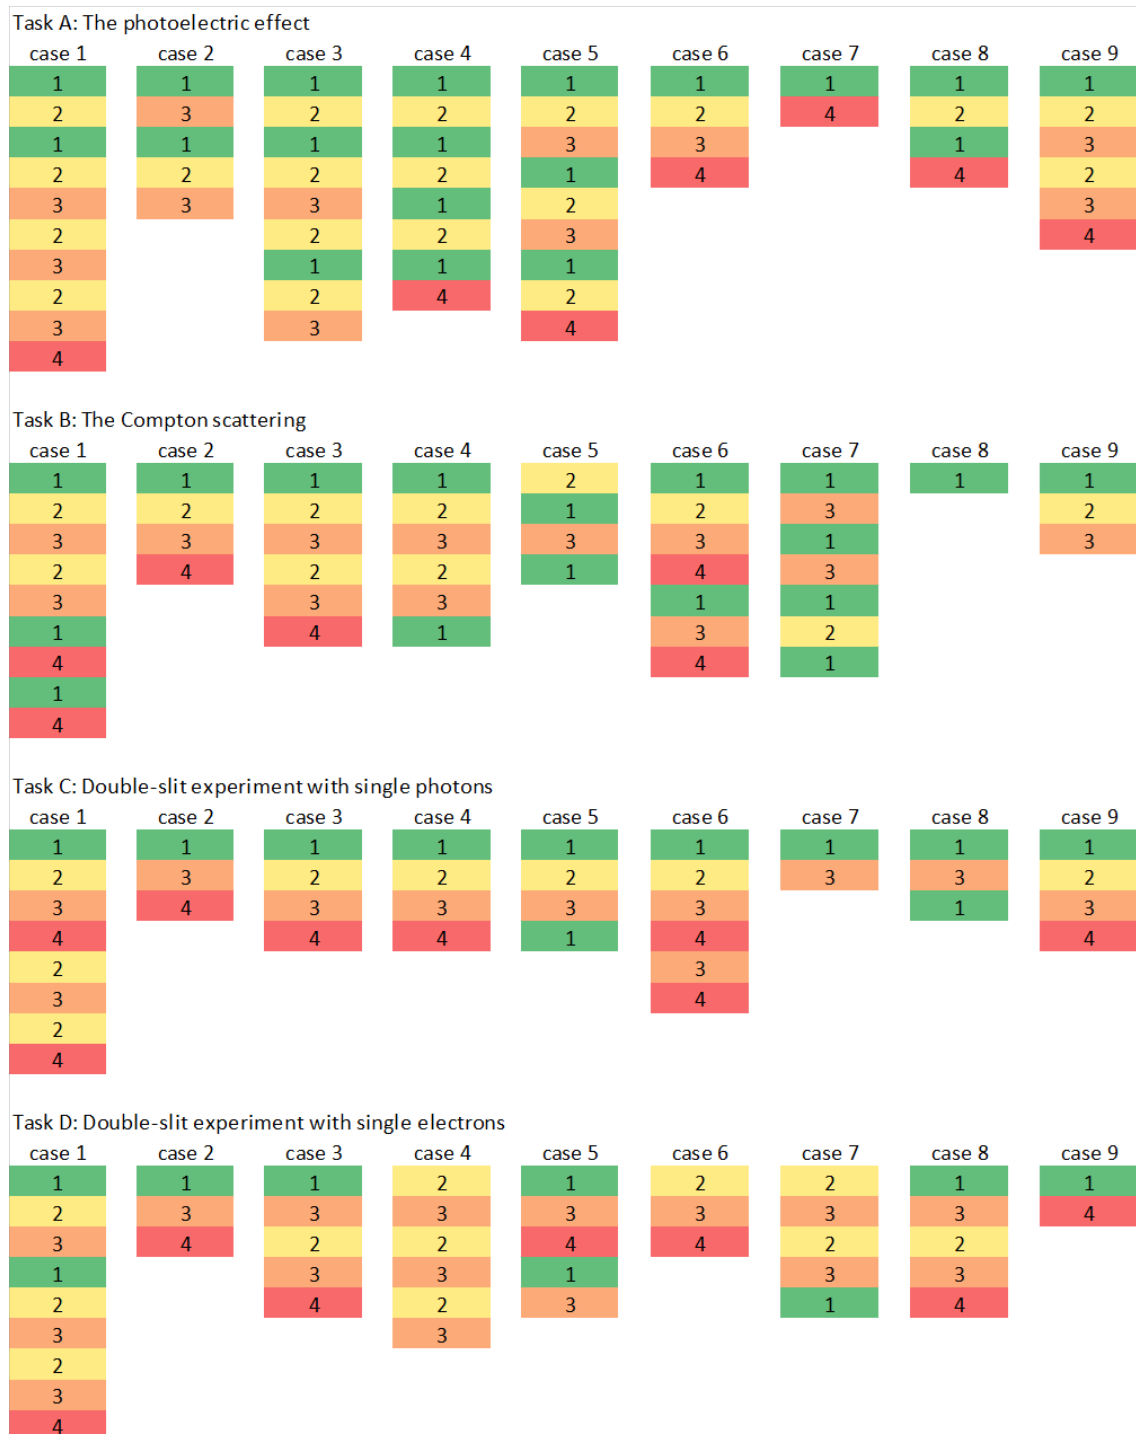 Task A: The photoelectric effect
case 1 case 2 case 3 case 4 case 5 case 6 case 7 case 8 case 9
1 1 1 1 1 1 1 1 1
2 3 2 2 2 2 4 2 2
1 1 1 1 3 3 1 3
2 2 2 2 1 4 4 2
3 3 3 1 2 3
2 2 2 3 4
3 1 1 1
2 2 4 2
3 3 4
4
Task B: The Compton scattering
case 1 case 2 case 3 case 4 case 5 case 6 case 7 case 8 case 9
1 1 1 1 2 1 1 1 1
2 2 2 2 1 2 3 2
3 3 3 3 3 3 1 3
2 4 2 2 1 4 3
3 3 3 1 1
1 4 1 3 2
4 4 1
1
4
Task C: Double-slit experiment with single photons
case 1 case 2 case 3 case 4 case 5 case 6 case 7 case 8 case 9
1 1 1 1 1 1 1 1 1
2 3 2 2 2 2 3 3 2
3 4 3 3 3 3 1 3
4 4 4 1 4 4
2 3
3 4
2
4
Task D: Double-slit experiment with single electrons
case 1 case 2 case 3 case 4 case 5 case 6 case 7 case 8 case 9
1 1 1 2 1 2 2 1 1
2 3 3 3 3 3 3 3 4
3 4 2 2 4 4 2 2
1 3 3 1 3 3
2 4 2 3 1 4
3 3
2
3
4